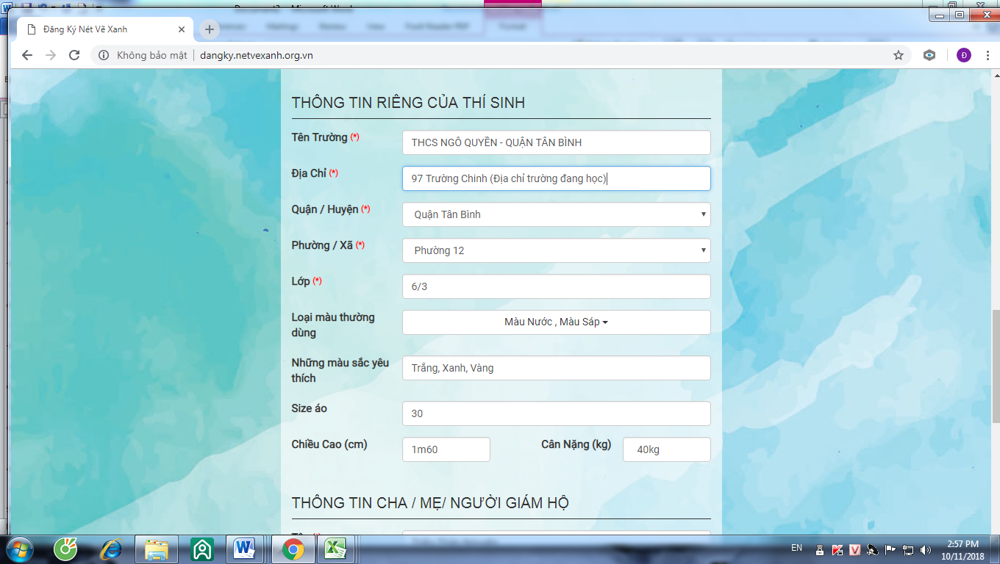 Đăng Ký Nét Vẽ Xanh
Không bảo mật
dangky.netvexanh.org.vn
Đ
THÔNG TIN RIÊNG CỦA THÍ SINH
Tên Trường (*)
THCS NGÔ QUYỀN - QUẬN TÂN BÌNH
Địa Chỉ (*)
97 Trường Chinh (Địa chỉ trường đang học)
Quận / Huyện (*)
Quận Tân Bình
Phường / Xã (*)
Phường 12
Lớp (*)
6/3
Loại màu thường
dùng
Màu Nước , Màu Sáp
Những màu sắc yêu
thích
Trắng, Xanh, Vàng
Size áo
30
Chiều Cao (cm)
1m60
Cân Nặng (kg)
40kg
THÔNG TIN CHA / MẸ/ NGƯỜI GIÁM HỘ
EN
2:57 PM
10/11/2018